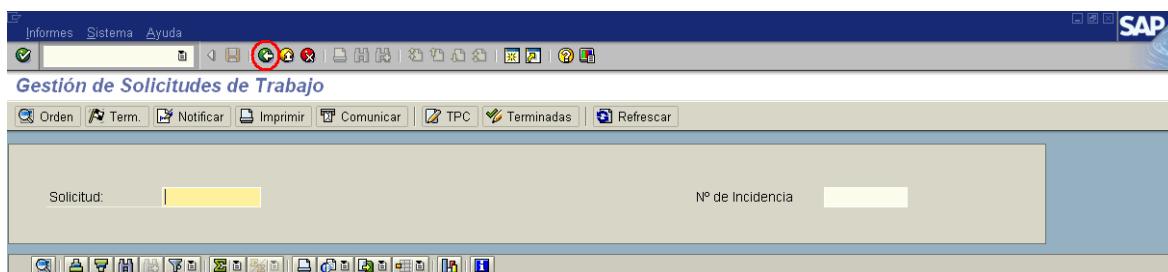 Informes Sistema Ayuda
SAP
Gestión de Solicitudes de Trabajo
Orden Term. Notificar Imprimir Comunicar TPC Terminadas Refrescar
Solicitud: Nº de Incidencia